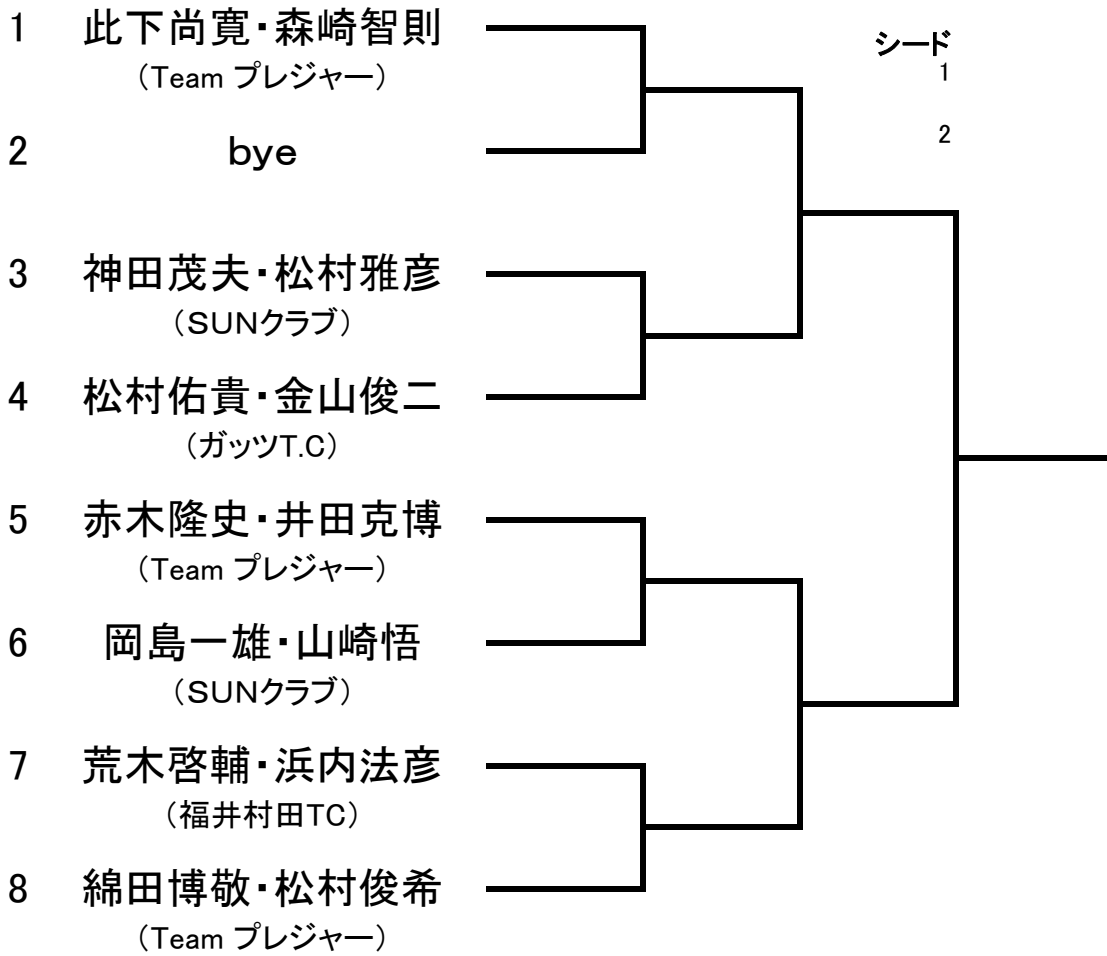 1 此下尚寛・森崎智則
（Team プレジャー）
シード
1
2 bye
2
3 神田茂夫・松村雅彦
（SUNクラブ）
4 松村佑貴・金山俊二
（ガッツT.C）
5 赤木隆史・井田克博
（Team プレジャー）
6 岡島一雄・山崎悟
（SUNクラブ）
7 荒木啓輔・浜内法彦
（福井村田TC）
8 綿田博敬・松村俊希
（Team プレジャー）